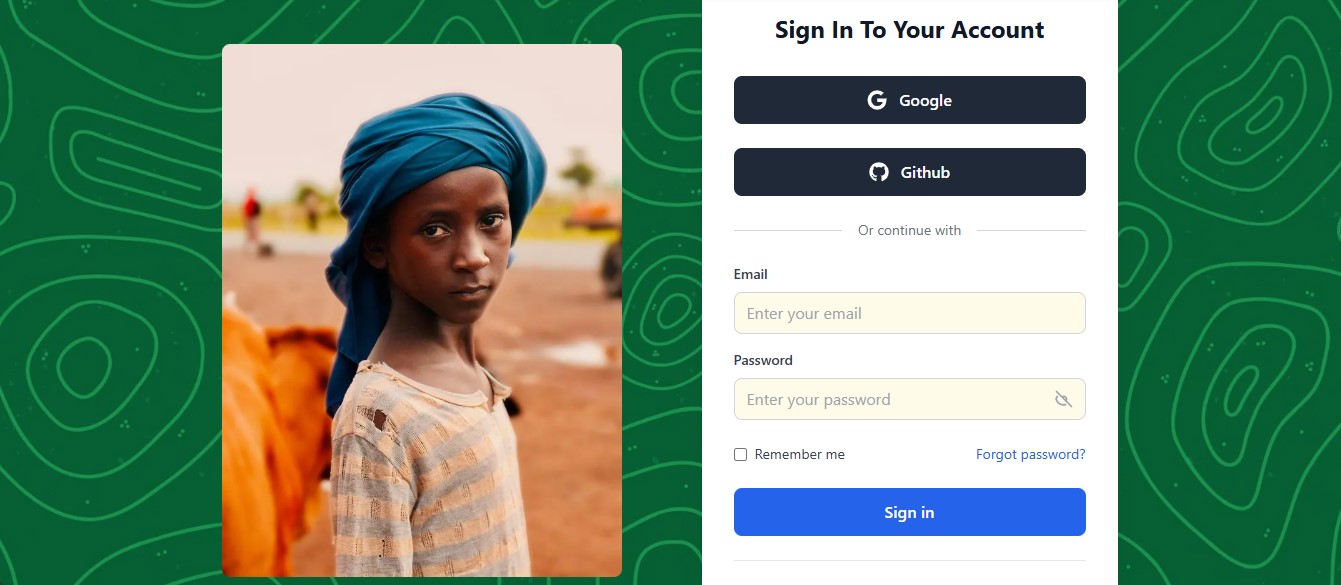 Sign In To Your Account
Google
Github
Or continue with
Email
Enter your email
Password
Enter your password
Remember me
Forgot password?
Sign in